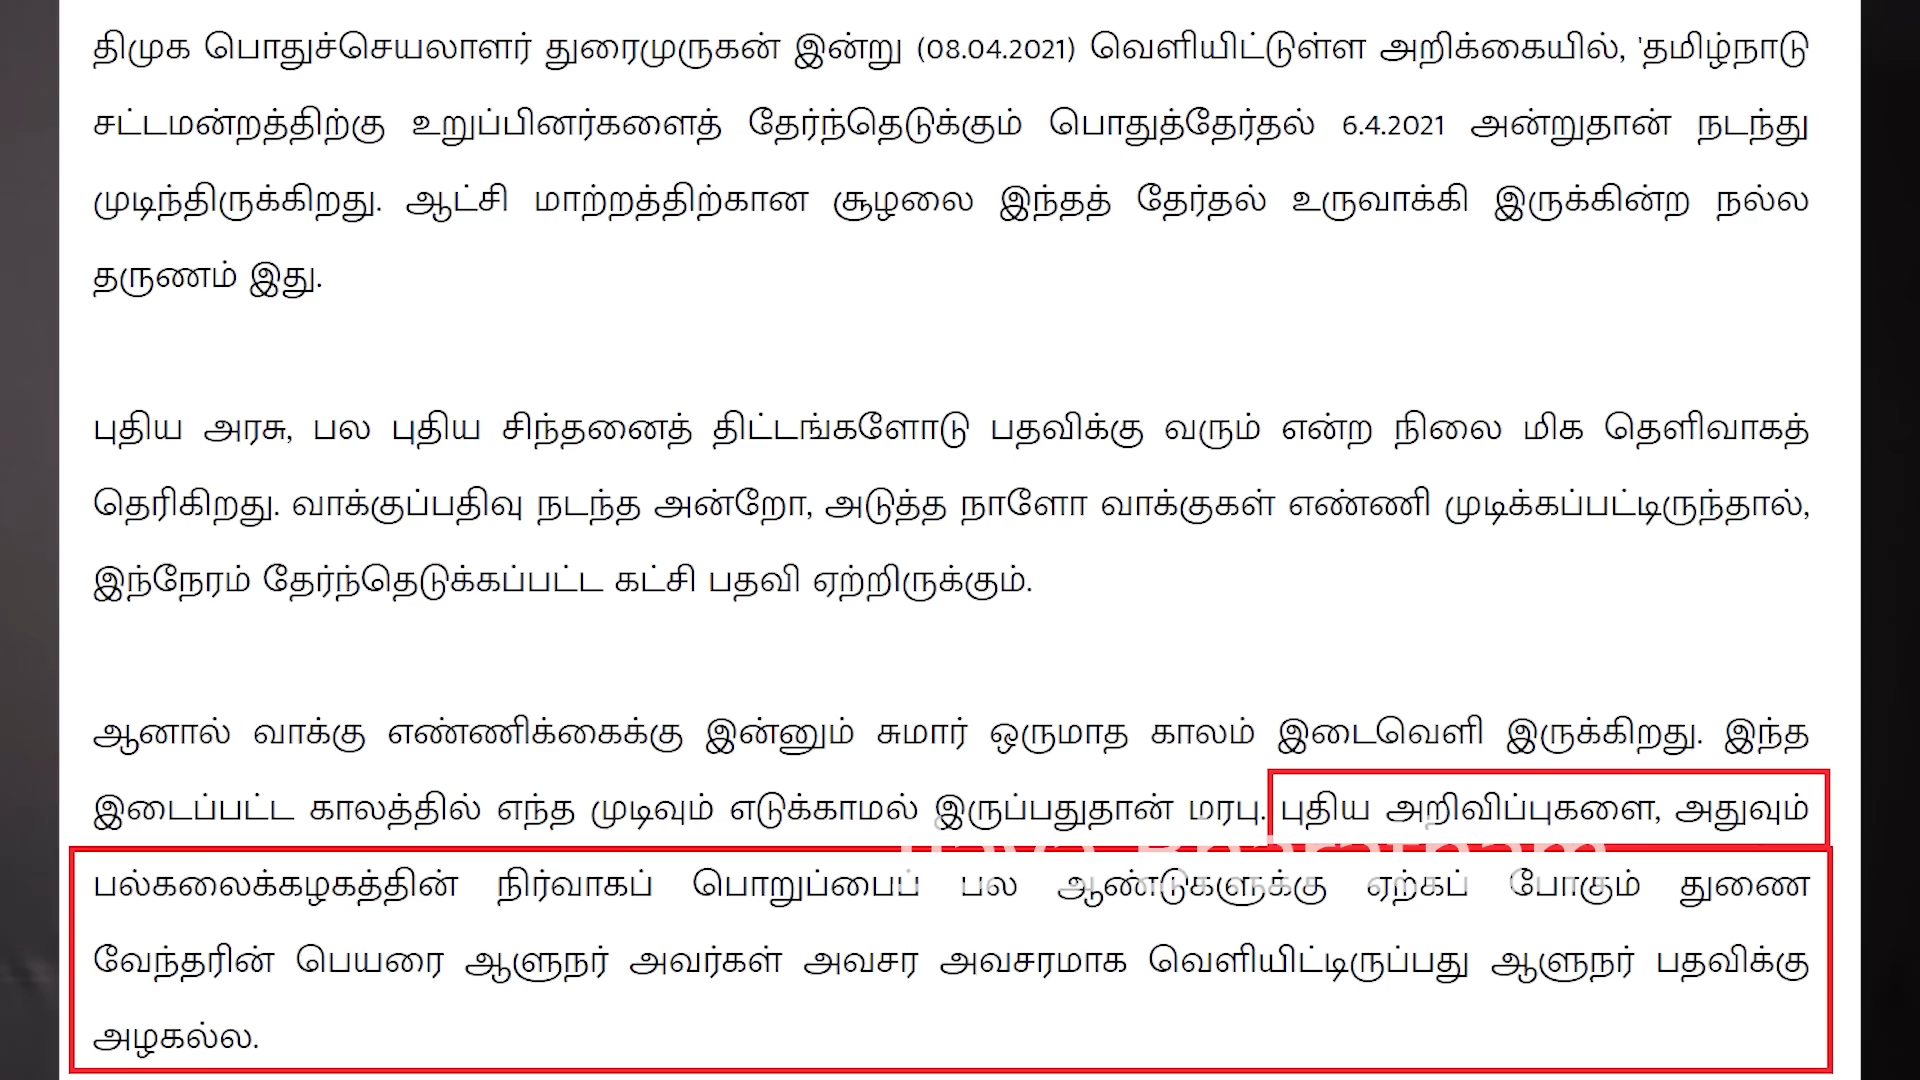 திமுக பொதுச்செயலாளர் துரைமுருகன் இன்று (08.04.2021) வெளியிட்டுள்ள அறிக்கையில், 'தமிழ்நாடு
சட்டமன்றத்திற்கு உறுப்பினர்களைத் தேர்ந்தெடுக்கும் பொதுத்தேர்தல் 6.4.2021 அன்றுதான் நடந்து
முடிந்திருக்கிறது. ஆட்சி மாற்றத்திற்கான சூழலை இந்தத் தேர்தல் உருவாக்கி இருக்கின்ற நல்ல
தருணம் இது.
புதிய அரசு, பல புதிய சிந்தனைத் திட்டங்களோடு பதவிக்கு வரும் என்ற நிலை மிக தெளிவாகத்
தெரிகிறது. வாக்குப்பதிவு நடந்த அன்றோ, அடுத்த நாளோ வாக்குகள் எண்ணி முடிக்கப்பட்டிருந்தால்,
இந்நேரம் தேர்ந்தெடுக்கப்பட்ட கட்சி பதவி ஏற்றிருக்கும்.
ஆனால் வாக்கு எண்ணிக்கைக்கு இன்னும் சுமார் ஒருமாத காலம் இடைவெளி இருக்கிறது. இந்த
இடைப்பட்ட காலத்தில் எந்த முடிவும் எடுக்காமல் இருப்பதுதான் மரபு. புதிய அறிவிப்புகளை, அதுவும்
பல்கலைக்கழகத்தின் நிர்வாகப் பொறுப்பைப் பல ஆண்டுகளுக்கு ஏற்கப் போகும் துணை
வேந்தரின் பெயரை ஆளுநர் அவர்கள் அவசர அவசரமாக வெளியிட்டிருப்பது ஆளுநர் பதவிக்கு
அழகல்ல.